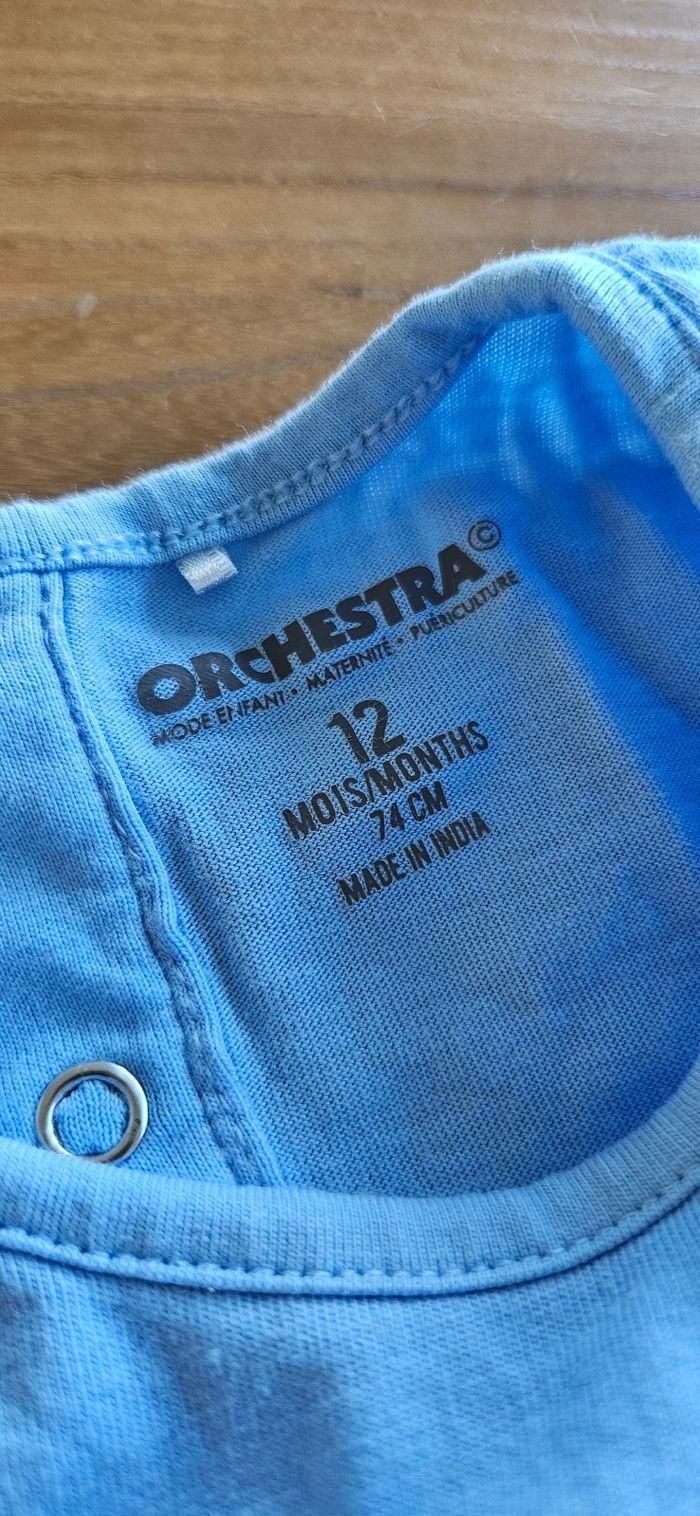 ORCHESTRA©
MODE ENFANT • MATERNITÉ • PUÉRICULTURE
12
MOIS/MONTHS
74 CM
MADE IN INDIA